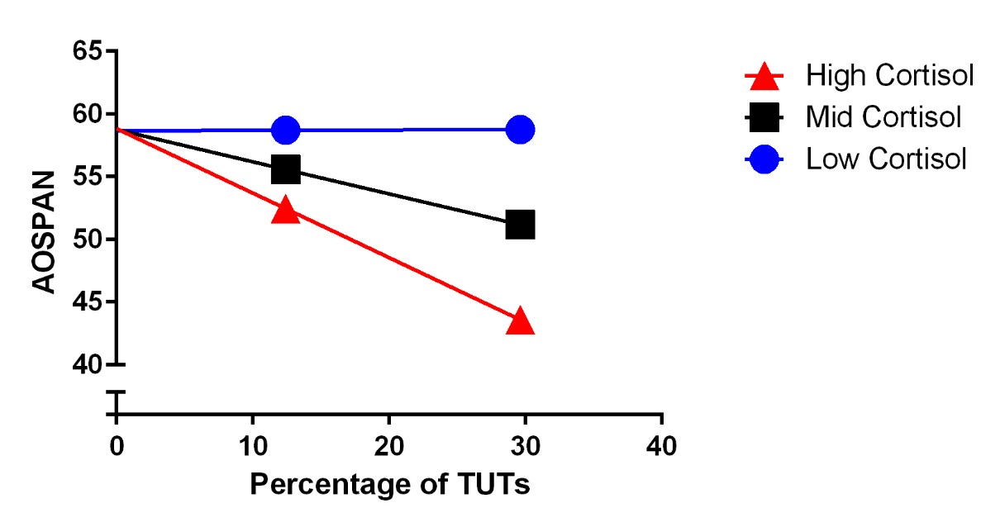 65
60
55
50
45
40
AOSPAN
0 10 20 30 40
Percentage of TUTs
High Cortisol
Mid Cortisol
Low Cortisol